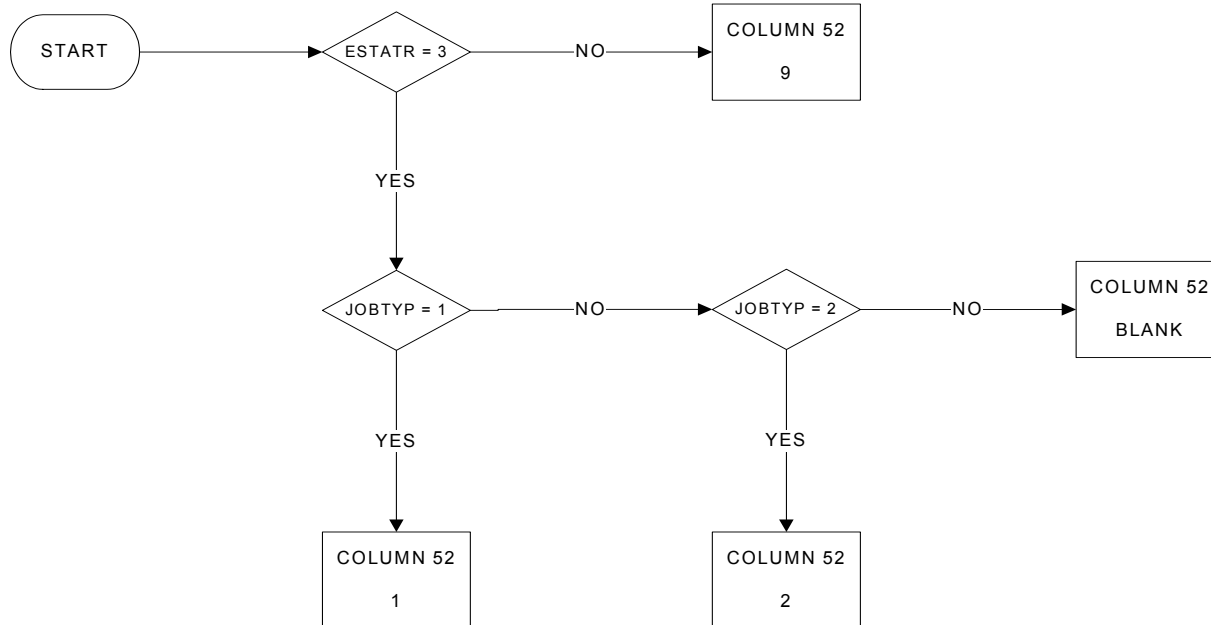 START
ESTATR = 3
NO
COLUMN 52
9
YES
JOBTYP = 1
NO
JOBTYP = 2
NO
COLUMN 52
BLANK
YES
YES
COLUMN 52
1
COLUMN 52
2